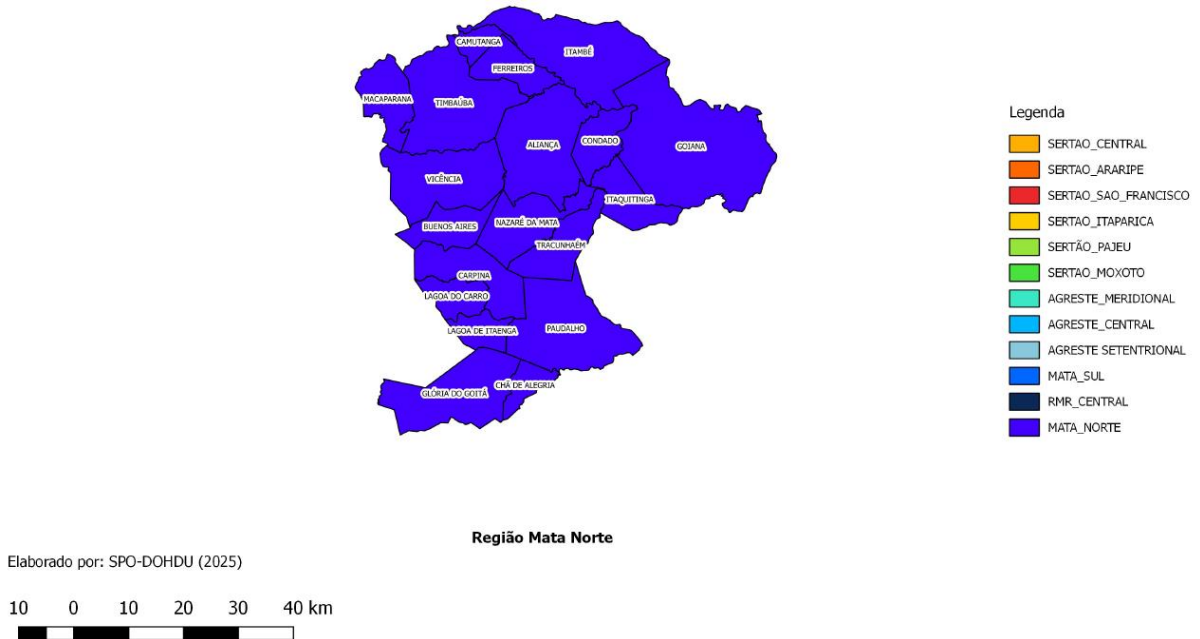 CAMUTANGA
ITAMBÉ
FERREIROS
MACAPARANA
TIMBAÚBA
ALIANÇA
CONDADO
GOIANA
VICÊNCIA
ITAQUITINGA
BUENOS AIRES
NAZARÉ DA MATA
TRACUNHAÉM
CARPINA
LAGOA DO CARRO
LAGOA DE ITAENGA
PAUDALHO
CHÃ DE ALEGRIA
GLÓRIA DO GOITÁ
Legenda
SERTAO_CENTRAL
SERTAO_ARARIPE
SERTAO_SAO_FRANCISCO
SERTAO_ITAPARICA
SERTÃO_PAJEU
SERTAO_MOXOTO
AGRESTE_MERIDIONAL
AGRESTE_CENTRAL
AGRESTE SETENTRIONAL
MATA_SUL
RMR_CENTRAL
MATA_NORTE
Região Mata Norte
Elaborado por: SPO-DOHDU (2025)
10 0 10 20 30 40 km